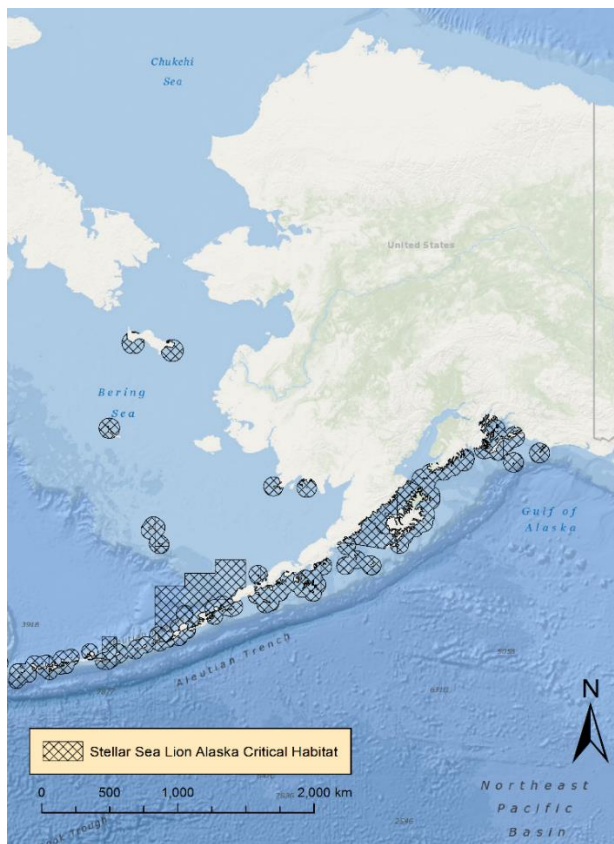 Chukchi
Sea
United States
Bering
Sea
Gulf of
Alaska
Aleutian Trench
N
Stellar Sea Lion Alaska Critical Habitat
0 500 1,000 2,000 km
Northeast
Pacific
Basin
Trough